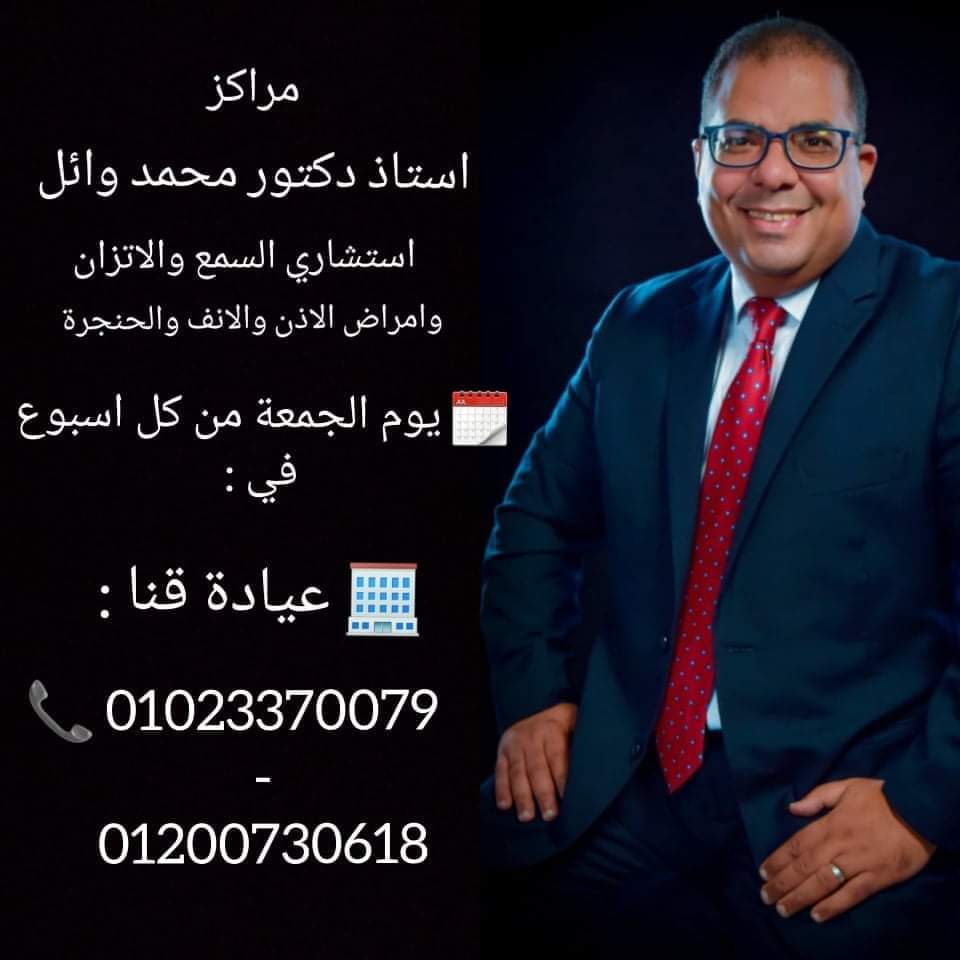 مراكز
استاذ دكتور محمد وائل
استشاري السمع والاتزان
وامراض الاذن والانف والحنجرة
يوم الجمعة من كل اسبوع
في :
عيادة قنا :
01023370079
-
01200730618